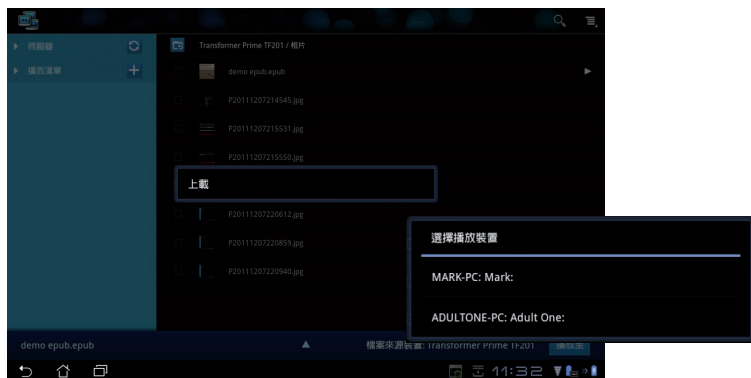 伺服器
播放清單
Transformer Prime TF201 / 相片
demo epub.epub
P20111207214545.jpg
P20111207215531.jpg
P20111207215550.jpg
上載
P20111207220612.jpg
P20111207220859.jpg
P20111207220940.jpg
選擇播放裝置
MARK-PC: Mark:
ADULTONE-PC: Adult One:
demo epub.epub
檔案來源裝置: Transformer Prime TF201
播放至
11:32